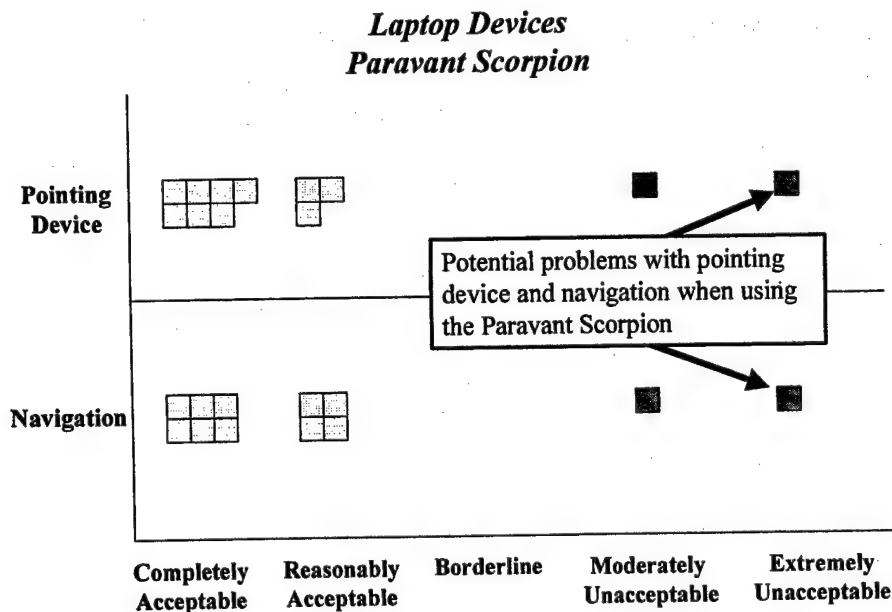 Laptop Devices
Paravant Scorpion
Pointing
Device
Potential problems with pointing
device and navigation when using
the Paravant Scorpion
Navigation
Completely
Acceptable
Reasonably
Acceptable
Borderline
Moderately
Unacceptable
Extremely
Unacceptable